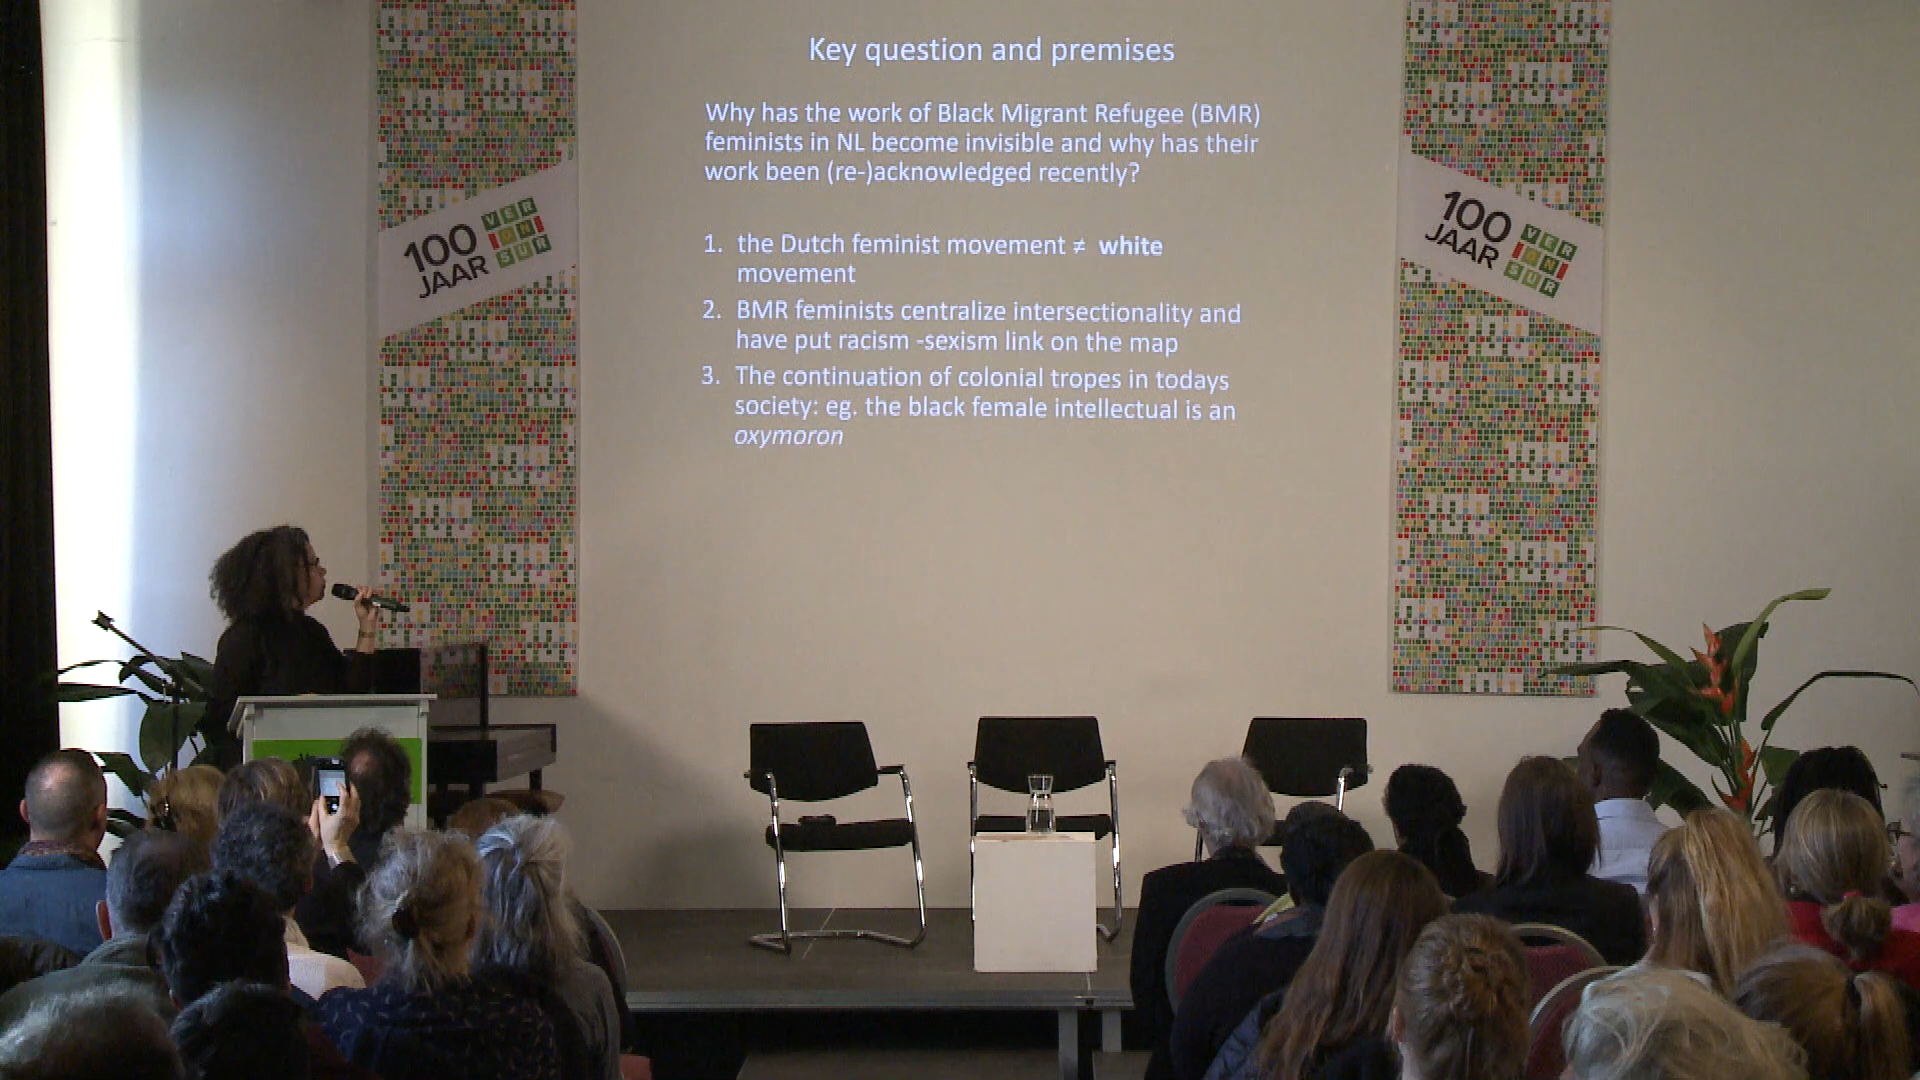 Key question and premises
Why has the work of Black Migrant Refugee (BMR)
feminists in NL become invisible and why has their
work been (re-)acknowledged recently?
1. the Dutch feminist movement ≠ white
movement
2. BMR feminists centralize intersectionality and
have put racism -sexism link on the map
3. The continuation of colonial tropes in todays
society: eg. the black female intellectual is an
oxymoron
100
JAAR
VER
ON
SUR
100
JAAR
VER
ON
SUR